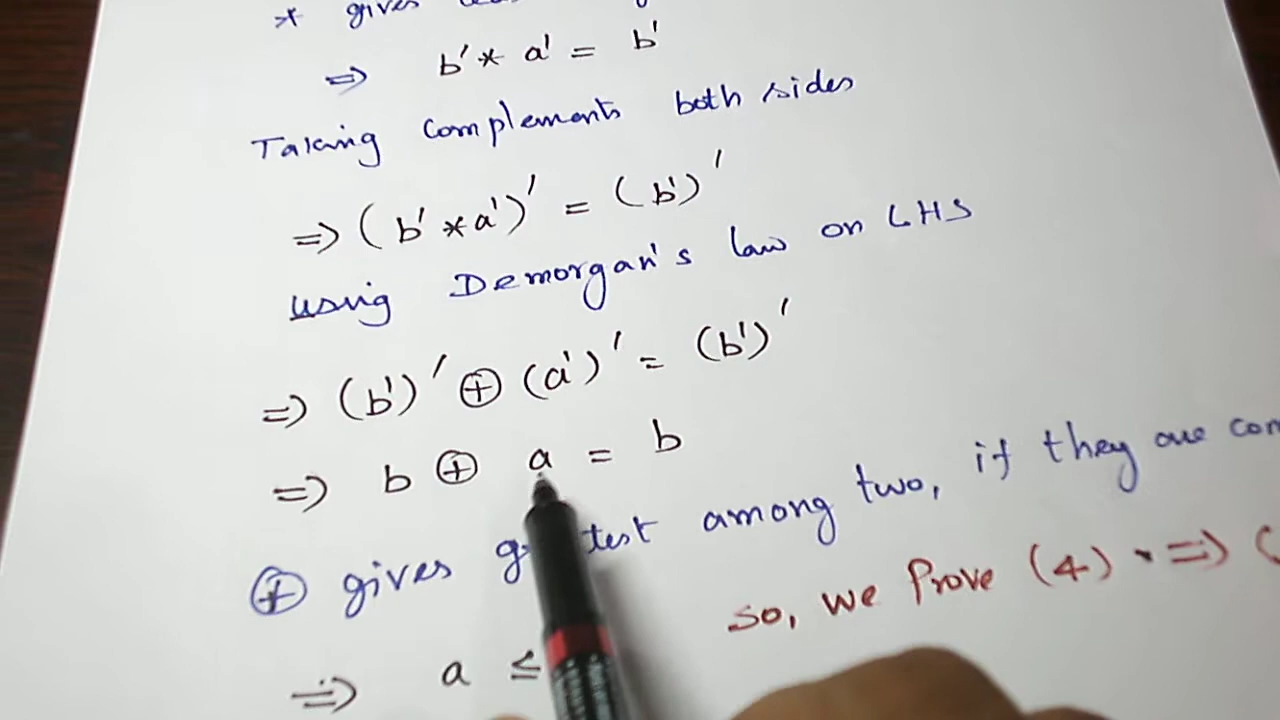 * gives
=> b' * a' = b'
Taking complements both sides
=> (b' * a')' = (b')'
using Demorgan's law on LHS
=> (b')' ⊕ (a')' = (b')'
=> b ⊕ a = b
⊕ gives among two, if they are
so, we Prove (4) =>
=> a ≤